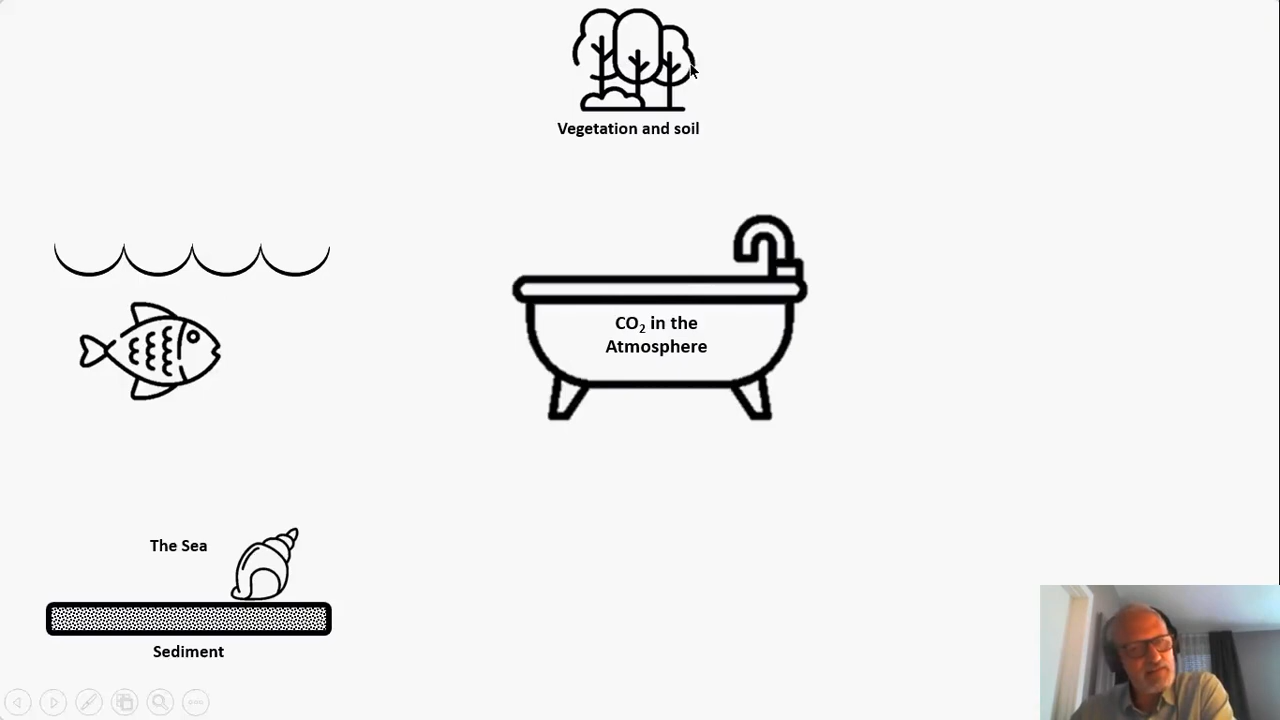 Vegetation and soil
CO₂ in the
Atmosphere
The Sea
Sediment